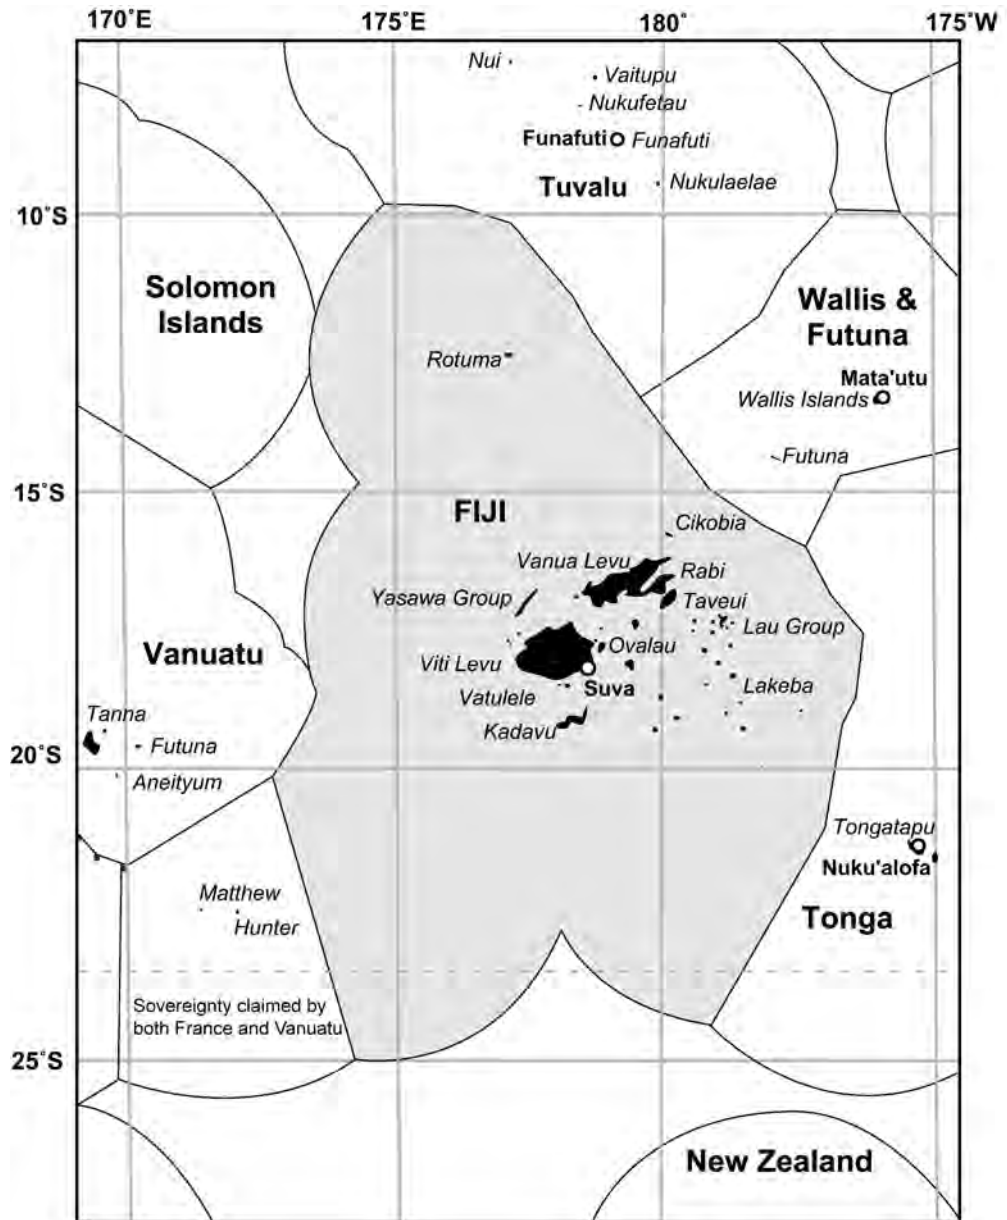 170˚E 175˚E 180˚ 175˚W
Nui
Vaitupu
Nukufetau
Funafuti Funafuti
Tuvalu
Nukulaelae
10˚S
Solomon
Islands
Wallis &
Futuna
Rotuma
Mata'utu
Wallis Islands
Futuna
15˚S
FIJI
Cikobia
Vanua Levu
Rabi
Yasawa Group
Taveui
Lau Group
Vanuatu
Ovalau
Viti Levu
Suva
Lakeba
Vatulele
Tanna
Kadavu
Futuna
20˚S
Aneityum
Tongatapu
Nuku'alofa
Matthew
Hunter
Tonga
Sovereignty claimed by
both France and Vanuatu
25˚S
New Zealand